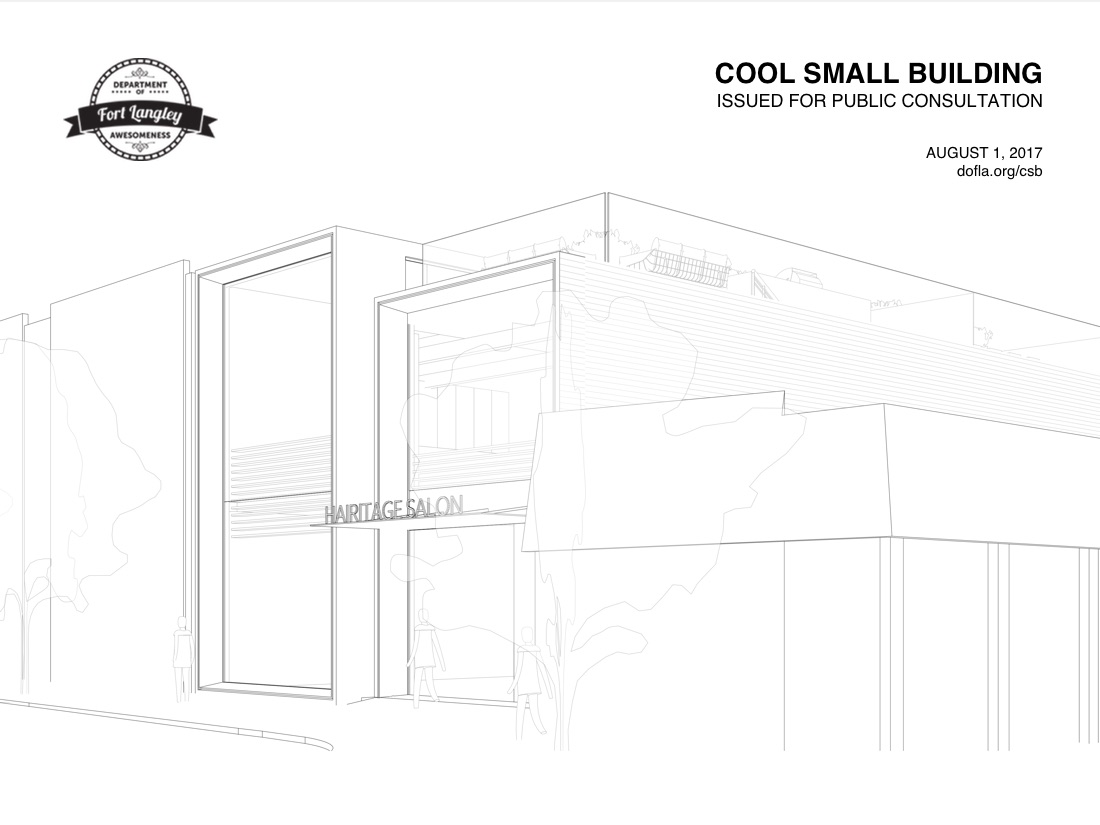 DEPARTMENT
OF
Fort Langley
AWESOMENESS
COOL SMALL BUILDING
ISSUED FOR PUBLIC CONSULTATION
AUGUST 1, 2017
dofla.org/csb
HAIRITAGE SALON